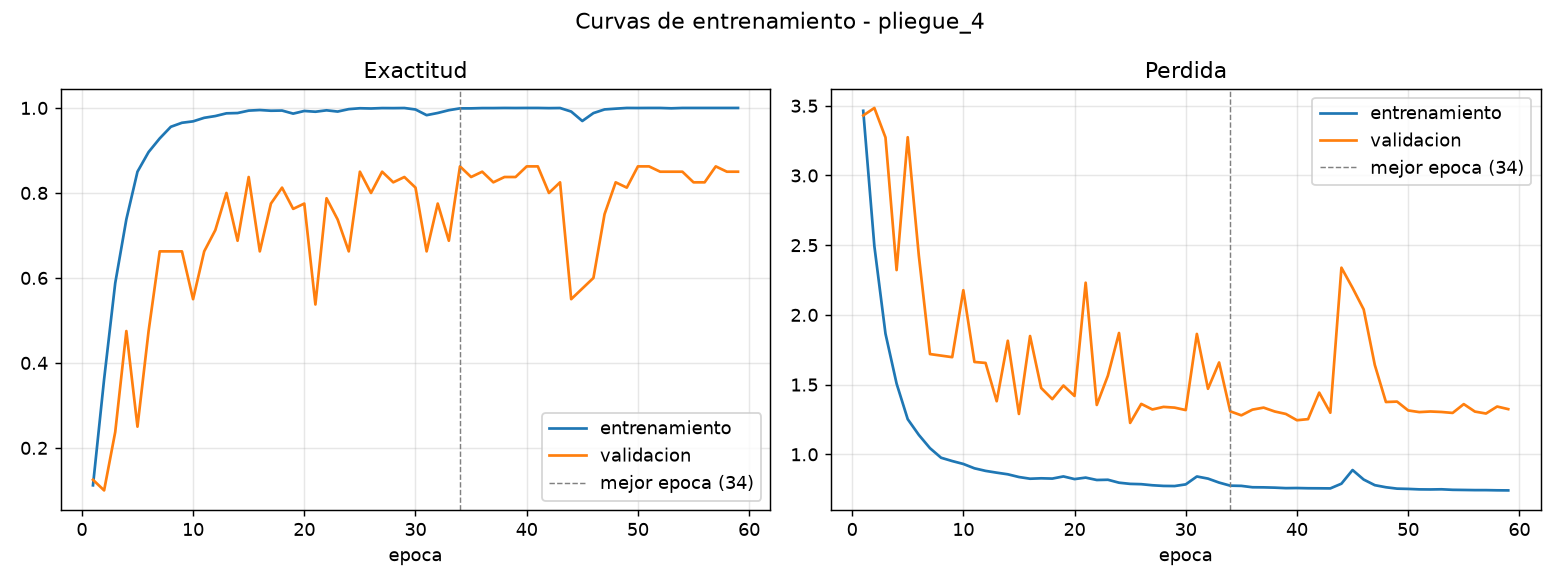 Curvas de entrenamiento - pliegue_4
Exactitud
1.0
0.8
0.6
0.4
0.2
0 10 20 30 40 50 60
epoca
entrenamiento
validacion
mejor epoca (34)
Perdida
3.5
3.0
2.5
2.0
1.5
1.0
0 10 20 30 40 50 60
epoca
entrenamiento
validacion
mejor epoca (34)